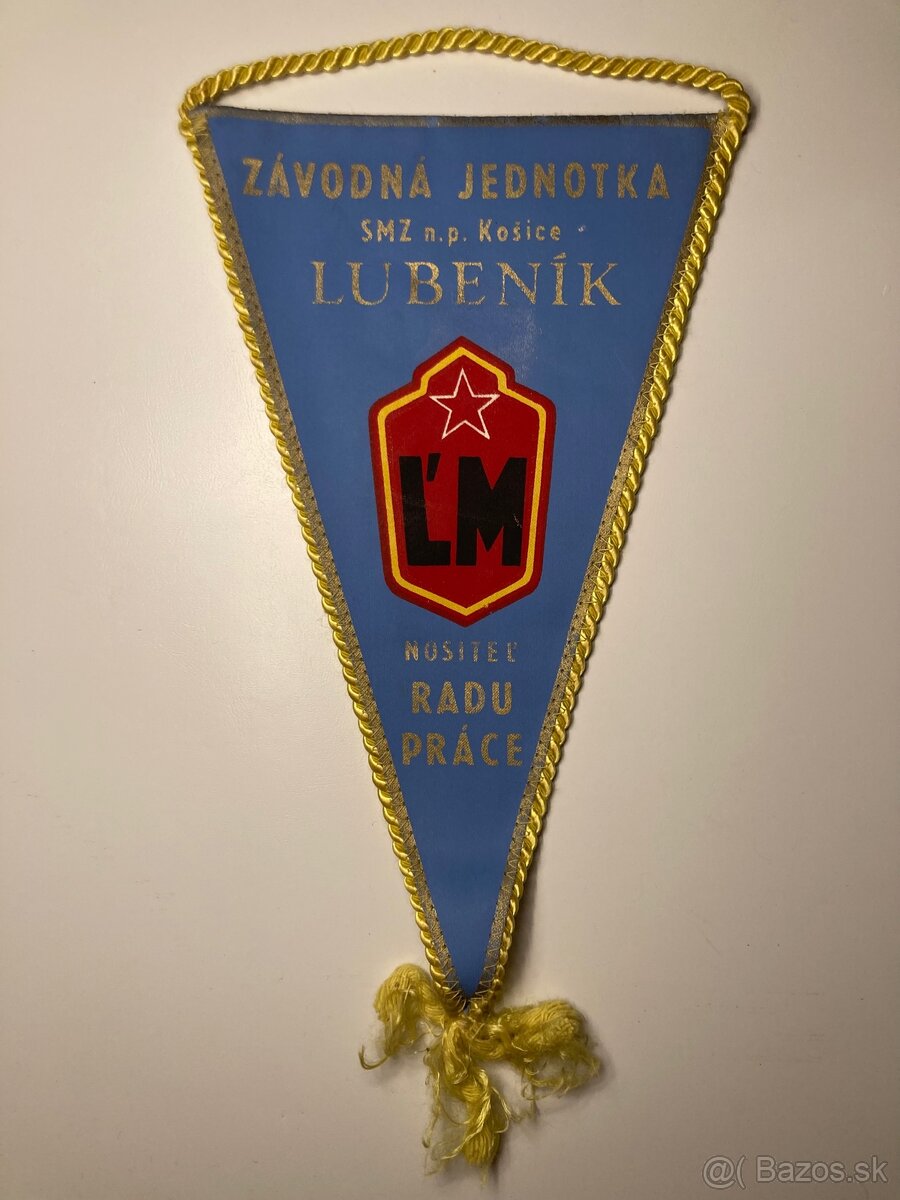 ZÁVODNÁ JEDNOTKA
SMZ n.p. Košice
LUBENÍK
ĽM
NOSITEĽ
RADU
PRÁCE
@( Bazos.sk